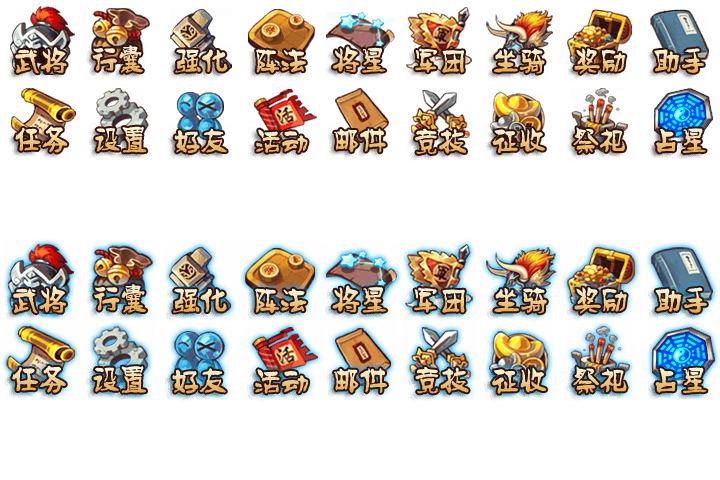 武将 行囊 强化 阵法 将星 军团 坐骑 奖励 助手
任务 设置 好友 活动 邮件 竞技 征收 祭祀 占星
武将 行囊 强化 阵法 将星 军团 坐骑 奖励 助手
任务 设置 好友 活动 邮件 竞技 征收 祭祀 占星